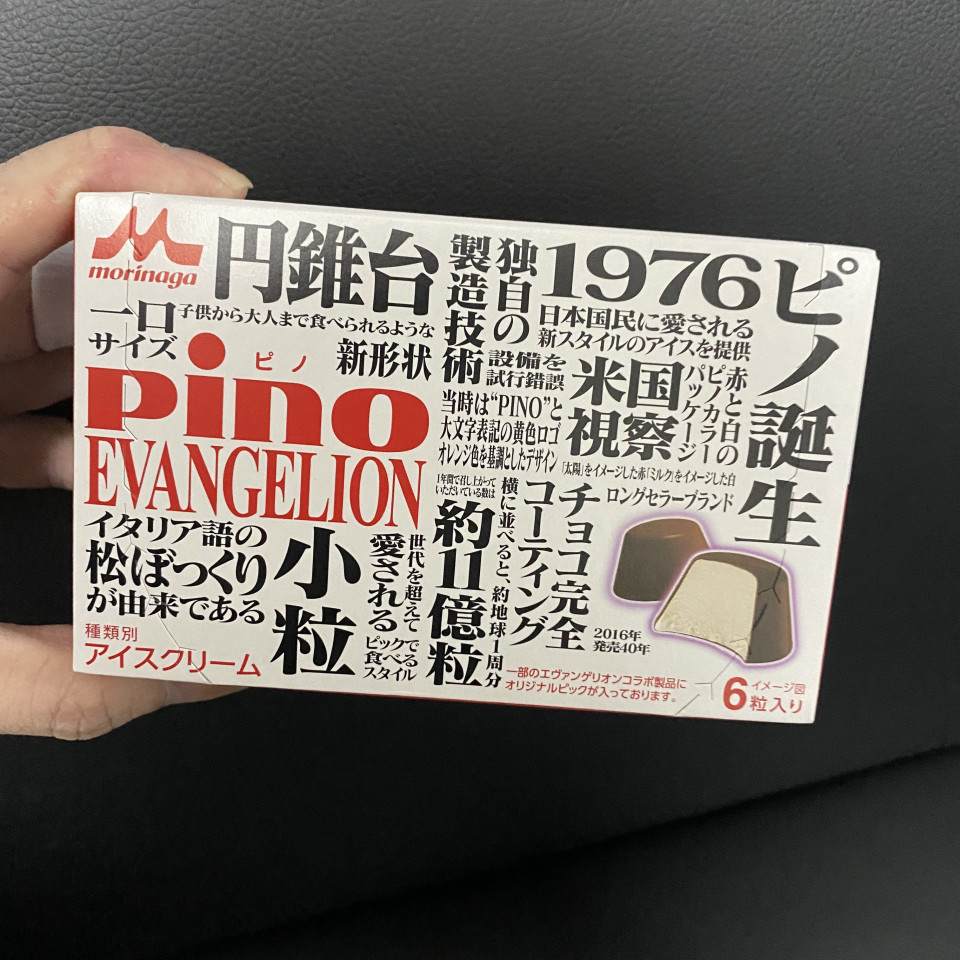 morinaga
円錐台
一口
サイズ
子供から大人まで食べられるような
新形状
ピノ
pino
EVANGELION
イタリア語の
松ぼっくり
が由来である
小粒
種類別
アイスクリーム
独自の
製造技術
設備を
試行錯誤
1976
日本国民に愛される
新スタイルのアイスを提供
ピノ誕生
米国
視察
赤と白の
ピノカラー
パッケージ
当時は“PINO”と
大文字表記の黄色ロゴ
オレンジ色を基調としたデザイン
「太陽」をイメージした赤「ミルク」をイメージした白
ロングセラーブランド
1年間で召し上がって
いただいている数は
約11億粒
横に並べると、約地球1周分
チョコ完全
コーティング
世代を超えて
愛される
ピックで
食べる
スタイル
2016年
発売40年
一部のエヴァンゲリオンコラボ製品に
オリジナルピックが入っております。
イメージ図
6粒入り